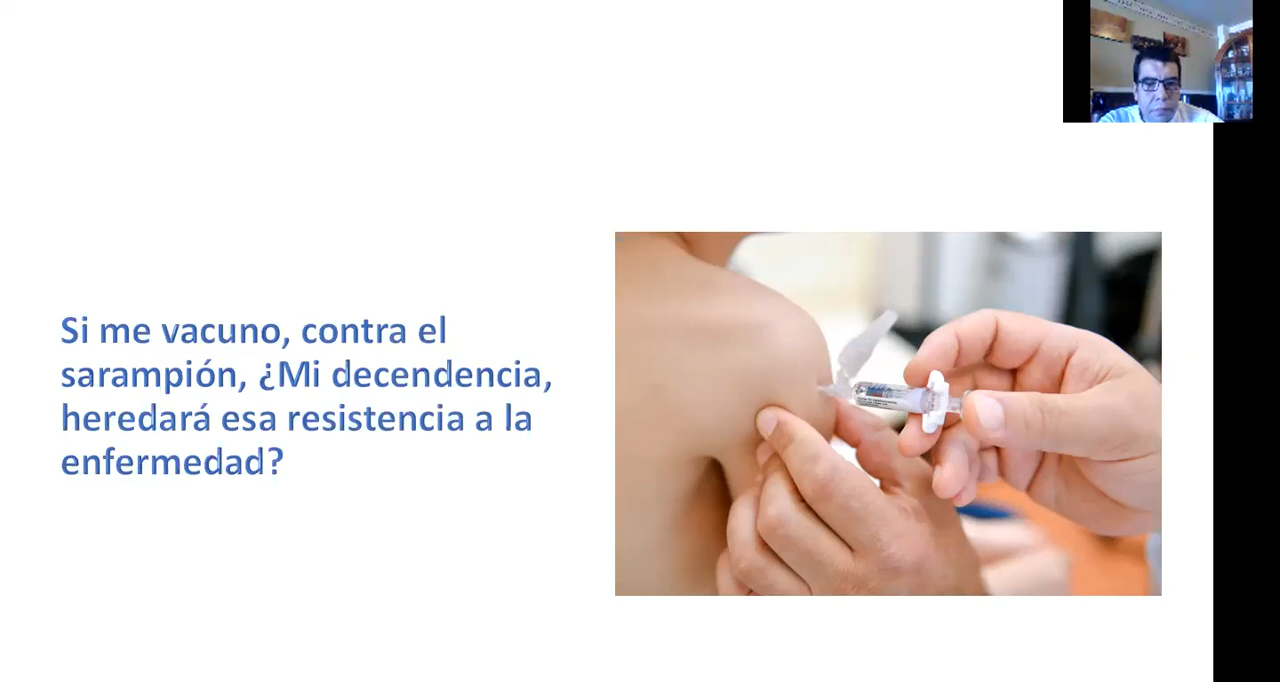 Si me vacuno, contra el
sarampión, ¿Mi decendencia,
heredará esa resistencia a la
enfermedad?